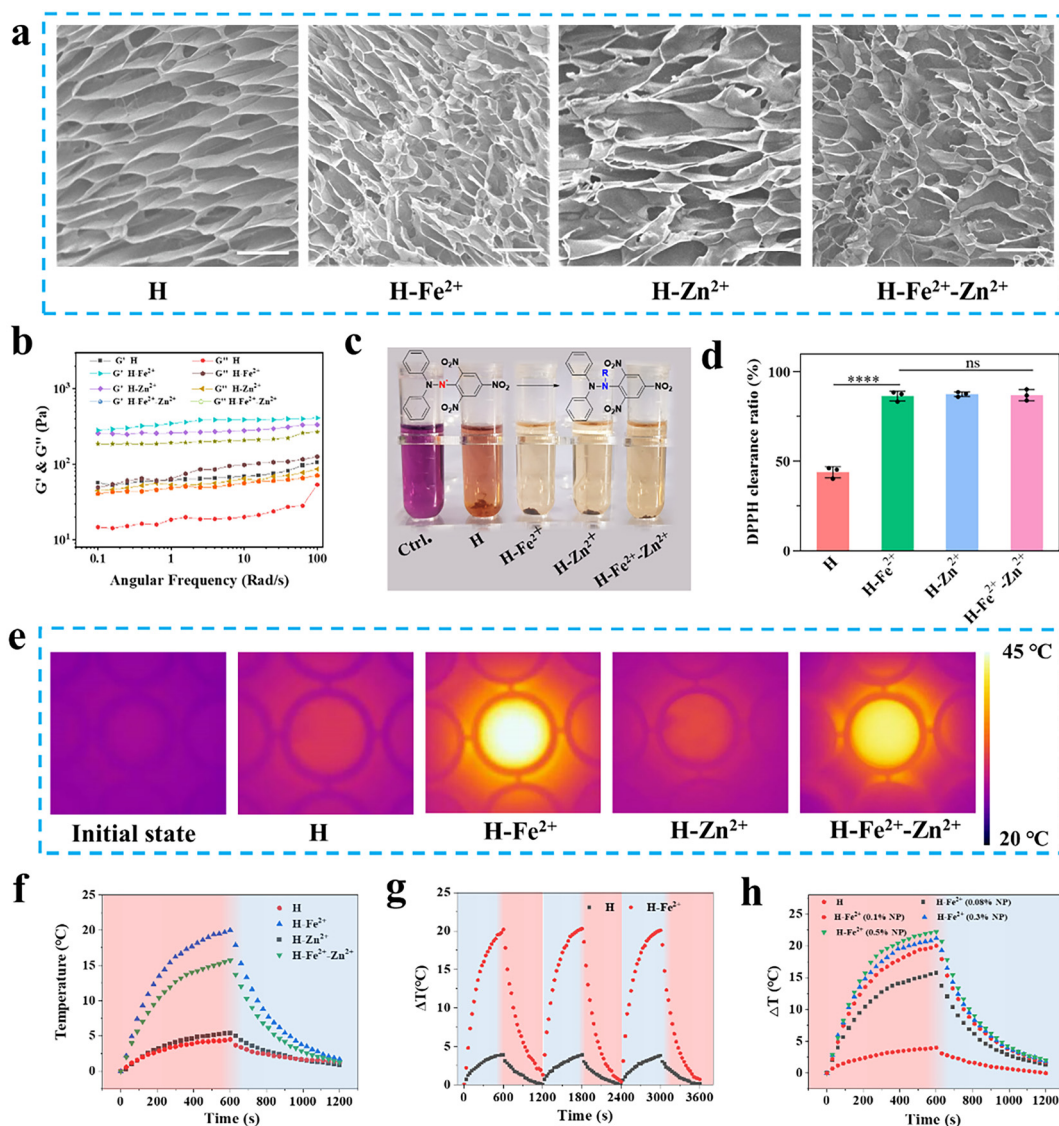 a
H
H-Fe²⁺
H-Zn²⁺
H-Fe²⁺-Zn²⁺
b
G' & G'' (Pa)
10³
10²
10¹
G' H
G'' H
G' H-Fe²⁺
G'' H-Fe²⁺
G' H-Zn²⁺
G'' H-Zn²⁺
G' H-Fe²⁺-Zn²⁺
G'' H-Fe²⁺-Zn²⁺
0.1
1
10
100
Angular Frequency (Rad/s)
c
N
N·
O₂N
NO₂
NO₂
R
N
N
O₂N
NO₂
NO₂
Ctrl.
H
H-Fe²⁺
H-Zn²⁺
H-Fe²⁺-Zn²⁺
d
DPPH clearance ratio (%)
100
50
0
****
ns
H
H-Fe²⁺
H-Zn²⁺
H-Fe²⁺-Zn²⁺
e
45 °C
20 °C
Initial state
H
H-Fe²⁺
H-Zn²⁺
H-Fe²⁺-Zn²⁺
f
Temperature (°C)
25
20
15
10
5
0
H
H-Fe²⁺
H-Zn²⁺
H-Fe²⁺-Zn²⁺
0 200 400 600 800 1000 1200
Time (s)
g
ΔT(°C)
25
20
15
10
5
0
H
H-Fe²⁺
0 600 1200 1800 2400 3000 3600
Time (s)
h
ΔT (°C)
25
20
15
10
5
0
H
H-Fe²⁺ (0.08% NP)
H-Fe²⁺ (0.1% NP)
H-Fe²⁺ (0.3% NP)
H-Fe²⁺ (0.5% NP)
0 200 400 600 800 1000 1200
Time (s)